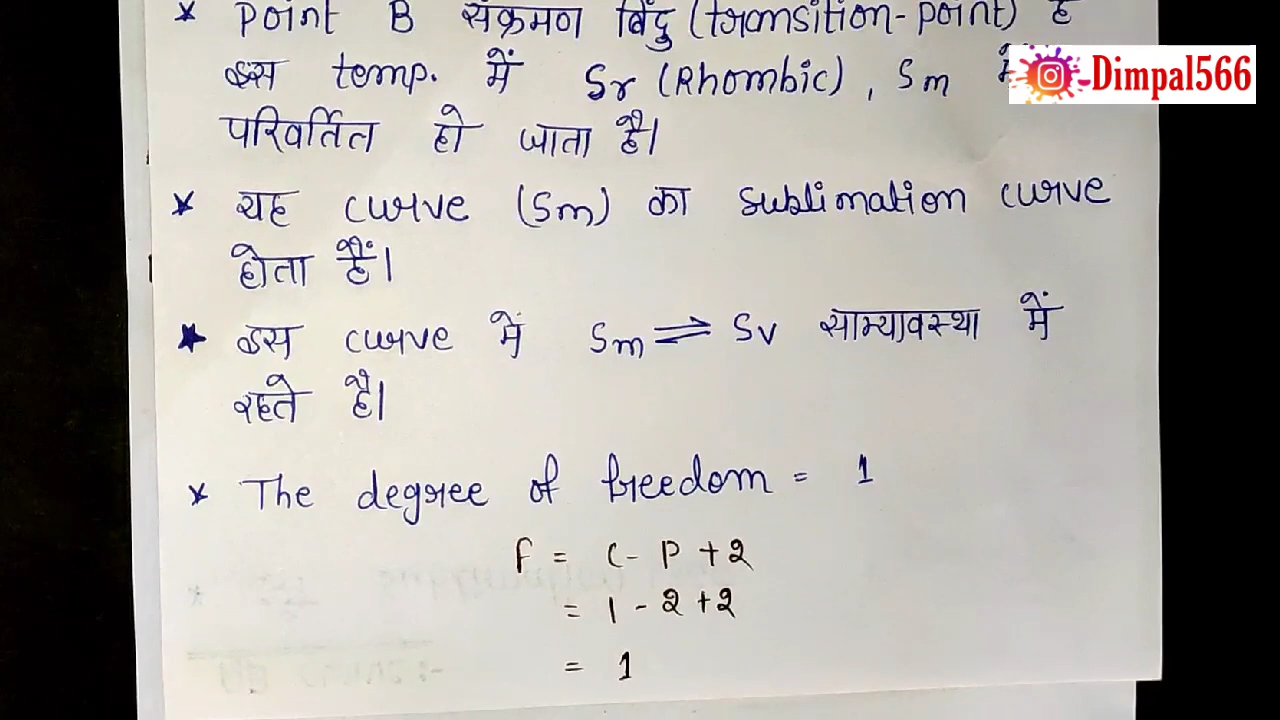 * Point B संक्रमण बिंदु (transition-point) है
इस temp. में Sr (Rhombic), Sm में
-Dimpal566
परिवर्तित हो जाता है।
* यह curve (Sm) का sublimation curve
होता हैं।
* इस curve में Sm ⇌ Sv साम्यावस्था में
रहते है।
* The degree of freedom = 1
F = C - P + 2
= 1 - 2 + 2
= 1